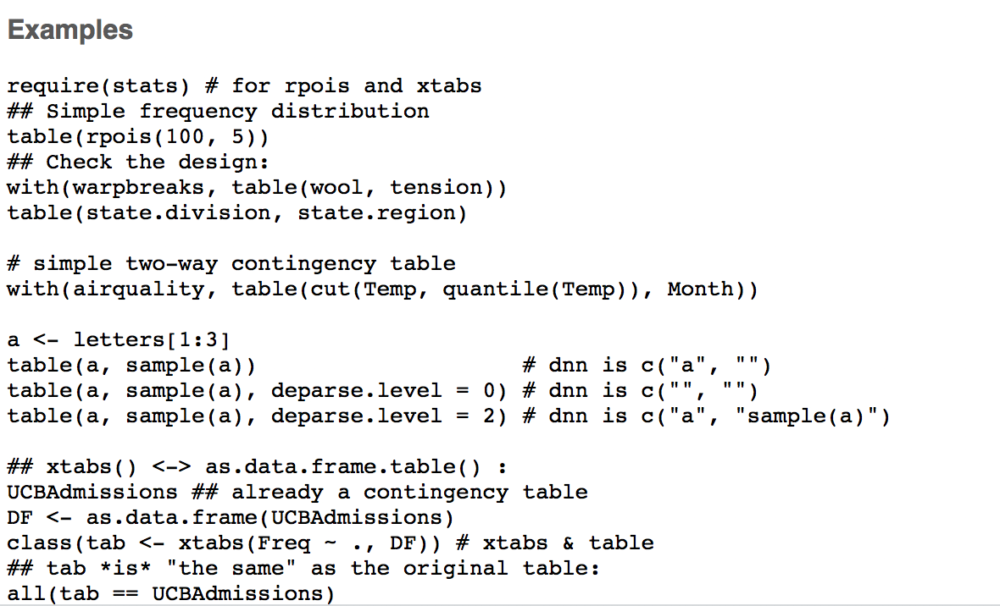 Examples
require(stats) # for rpois and xtabs
## Simple frequency distribution
table(rpois(100, 5))
## Check the design:
with(warpbreaks, table(wool, tension))
table(state.division, state.region)
# simple two-way contingency table
with(airquality, table(cut(Temp, quantile(Temp)), Month))
a <- letters[1:3]
table(a, sample(a))                    # dnn is c("a", "")
table(a, sample(a), deparse.level = 0) # dnn is c("", "")
table(a, sample(a), deparse.level = 2) # dnn is c("a", "sample(a)")
## xtabs() <-> as.data.frame.table() :
UCBAdmissions ## already a contingency table
DF <- as.data.frame(UCBAdmissions)
class(tab <- xtabs(Freq ~ ., DF)) # xtabs & table
## tab *is* "the same" as the original table:
all(tab == UCBAdmissions)